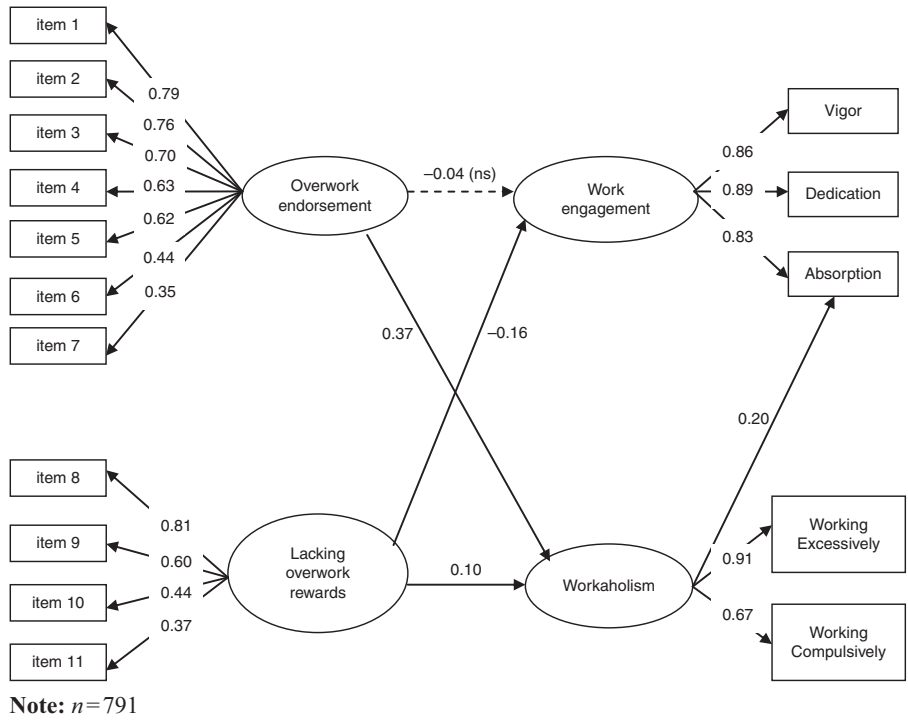 item 1
item 2
item 3
item 4
item 5
item 6
item 7
0.79
0.76
0.70
0.63
0.62
0.44
0.35
Overwork
endorsement
–0.04 (ns)
Work
engagement
0.86
0.89
0.83
Vigor
Dedication
Absorption
0.37
–0.16
0.20
item 8
item 9
item 10
item 11
0.81
0.60
0.44
0.37
Lacking
overwork
rewards
0.10
Workaholism
0.91
0.67
Working
Excessively
Working
Compulsively
Note: n=791